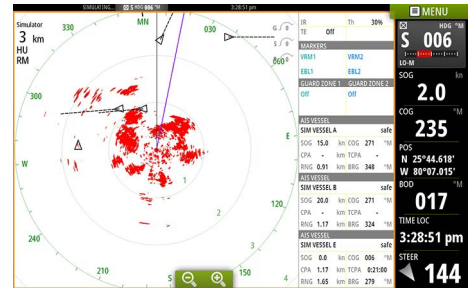 SIMULATING... S HDG °M 3:28:51 pm
MENU
Simulator
3 km
HU
RM
MN
060
E
120
S
210
240
W
300
1
2
3
4
G
S
0
IR Th 30%
TE Off
MARKERS
VRM1 VRM2
EBL1 EBL2
GUARD ZONE 1 GUARD ZONE 2
Off Off
AIS VESSEL
SIM VESSEL A safe
SOG 15.0 kn COG 271 °M
CPA - km TCPA -
RNG 0.91 km BRG 348 °M
AIS VESSEL
SIM VESSEL B safe
SOG 20.0 kn COG 271 °M
CPA - km TCPA -
RNG 1.17 km BRG 324 °M
AIS VESSEL
SIM VESSEL E safe
SOG 0.0 kn COG 006 °M
CPA 1.17 km TCPA 0:21:00
RNG 1.65 km BRG 279 °M
HDG °M
S 006
LO-M
SOG kn
2.0
COG °M
235
POS
N 25°44.618'
W 80°07.015'
BOD °M
017
TIME LOC
3:28:51 pm
STEER
144